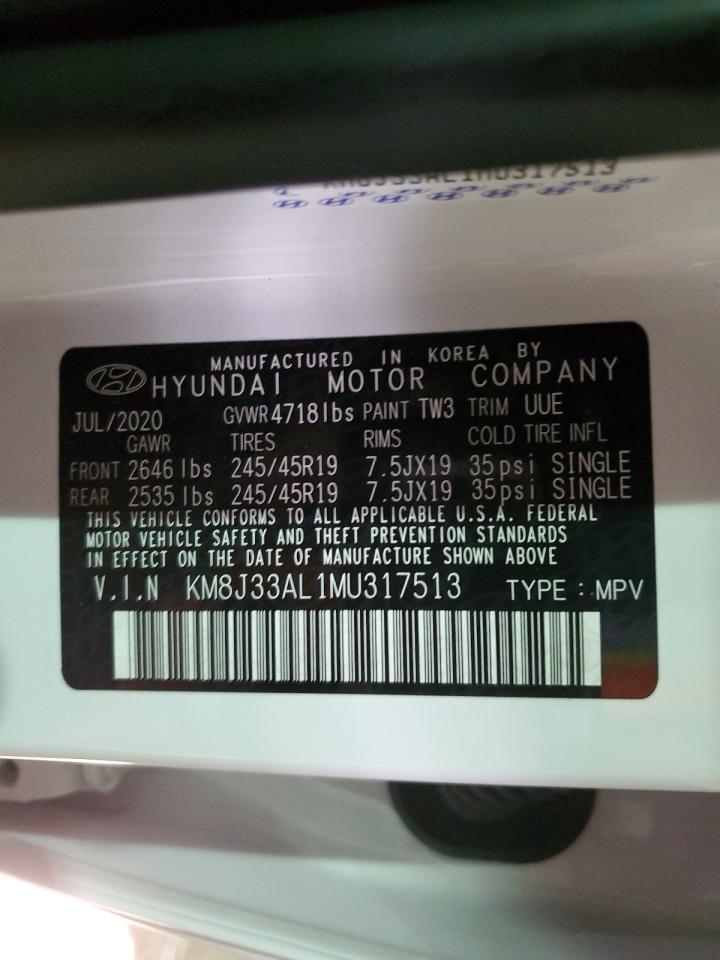 KM8J33AL1MU317513
MANUFACTURED IN KOREA BY
HYUNDAI MOTOR COMPANY
JUL/2020 GVWR4718lbs PAINT TW3 TRIM UUE
GAWR TIRES RIMS COLD TIRE INFL
FRONT 2646 lbs 245/45R19 7.5JX19 35psi SINGLE
REAR 2535 lbs 245/45R19 7.5JX19 35psi SINGLE
THIS VEHICLE CONFORMS TO ALL APPLICABLE U.S.A. FEDERAL
MOTOR VEHICLE SAFETY AND THEFT PREVENTION STANDARDS
IN EFFECT ON THE DATE OF MANUFACTURE SHOWN ABOVE
V.I.N KM8J33AL1MU317513 TYPE : MPV